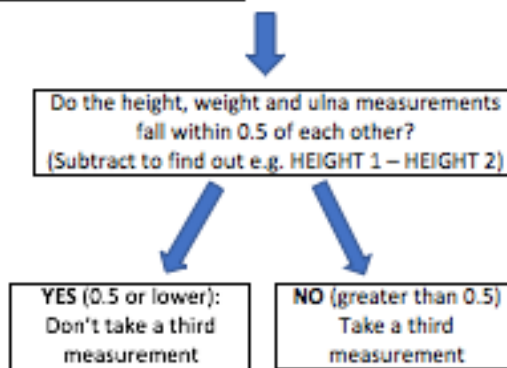 Do the height, weight and ulna measurements
fall within 0.5 of each other?
(Subtract to find out e.g. HEIGHT 1 – HEIGHT 2)
YES (0.5 or lower):
Don't take a third
measurement
NO (greater than 0.5)
Take a third
measurement